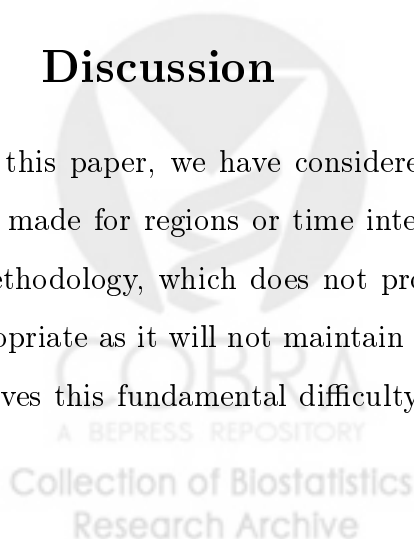 Discussion
this paper, we have considere
made for regions or time inte
ethodology, which does not pro
opriate as it will not maintain
ves this fundamental difficulty
COBRA
A BEPRESS REPOSITORY
Collection of Biostatistics
Research Archive